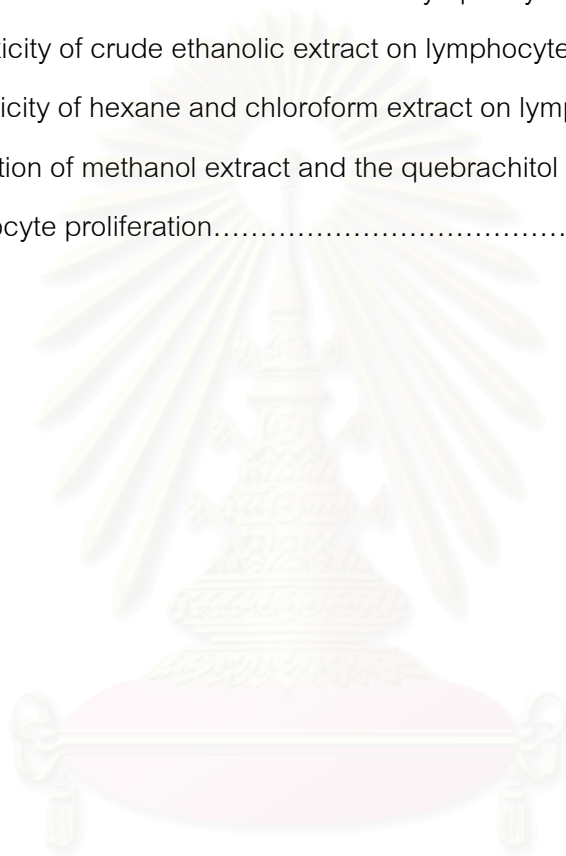 icity of crude ethanolic extract on lymphocyte
icity of hexane and chloroform extract on lymp
tion of methanol extract and the quebrachitol
ocyte proliferation……………………………………